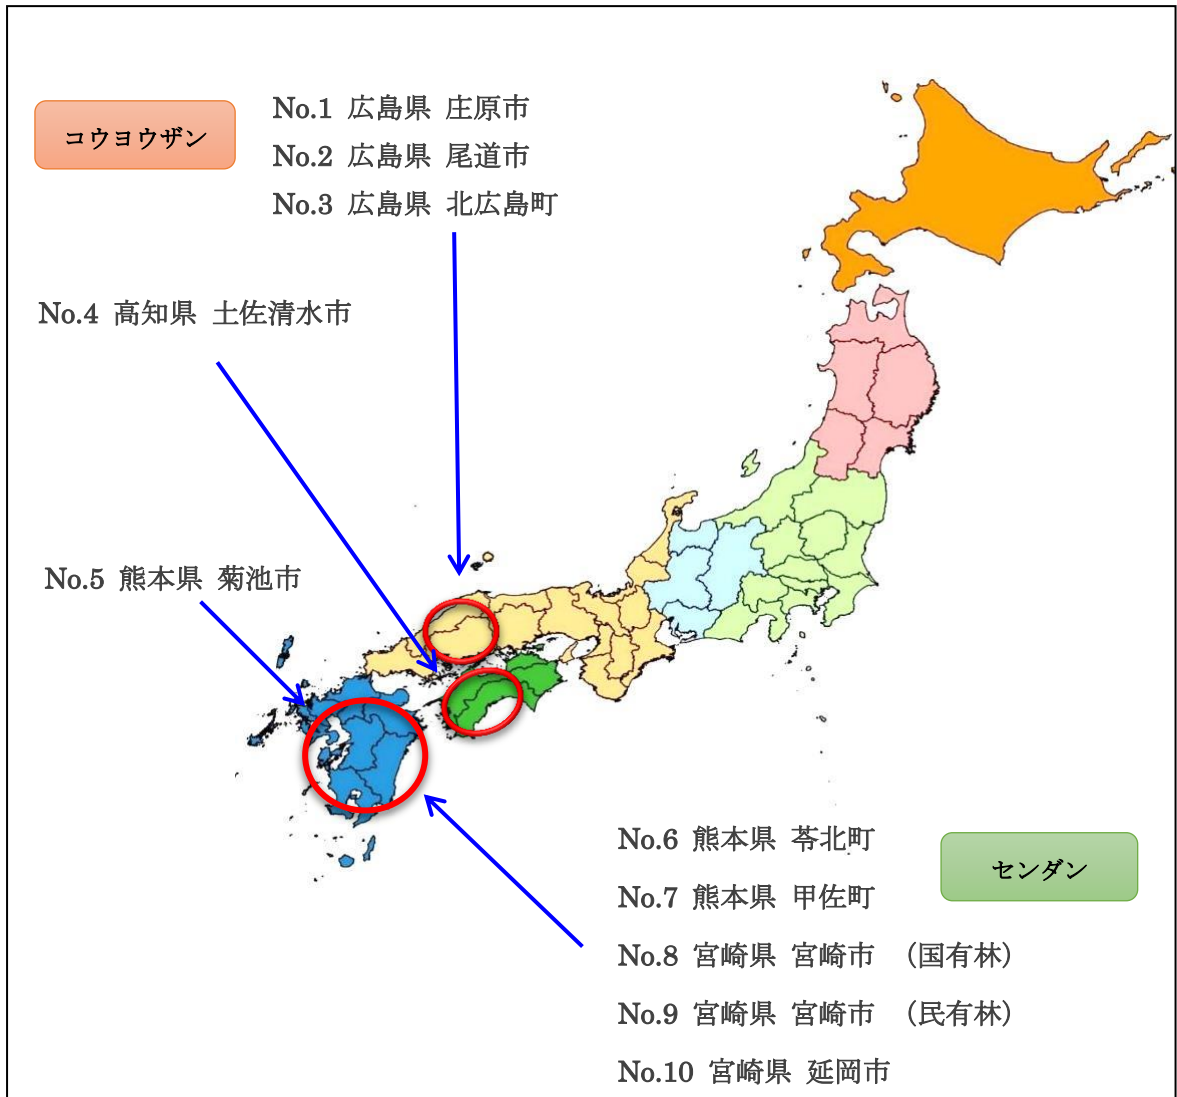 コウヨウザン
No.1 広島県 庄原市
No.2 広島県 尾道市
No.3 広島県 北広島町
No.4 高知県 土佐清水市
No.5 熊本県 菊池市
No.6 熊本県 苓北町
センダン
No.7 熊本県 甲佐町
No.8 宮崎県 宮崎市 （国有林）
No.9 宮崎県 宮崎市 （民有林）
No.10 宮崎県 延岡市